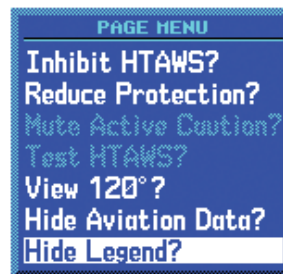 PAGE MENU
Inhibit HTAWS?
Reduce Protection?
Mute Active Caution?
Test HTAWS?
View 120°?
Hide Aviation Data?
Hide Legend?